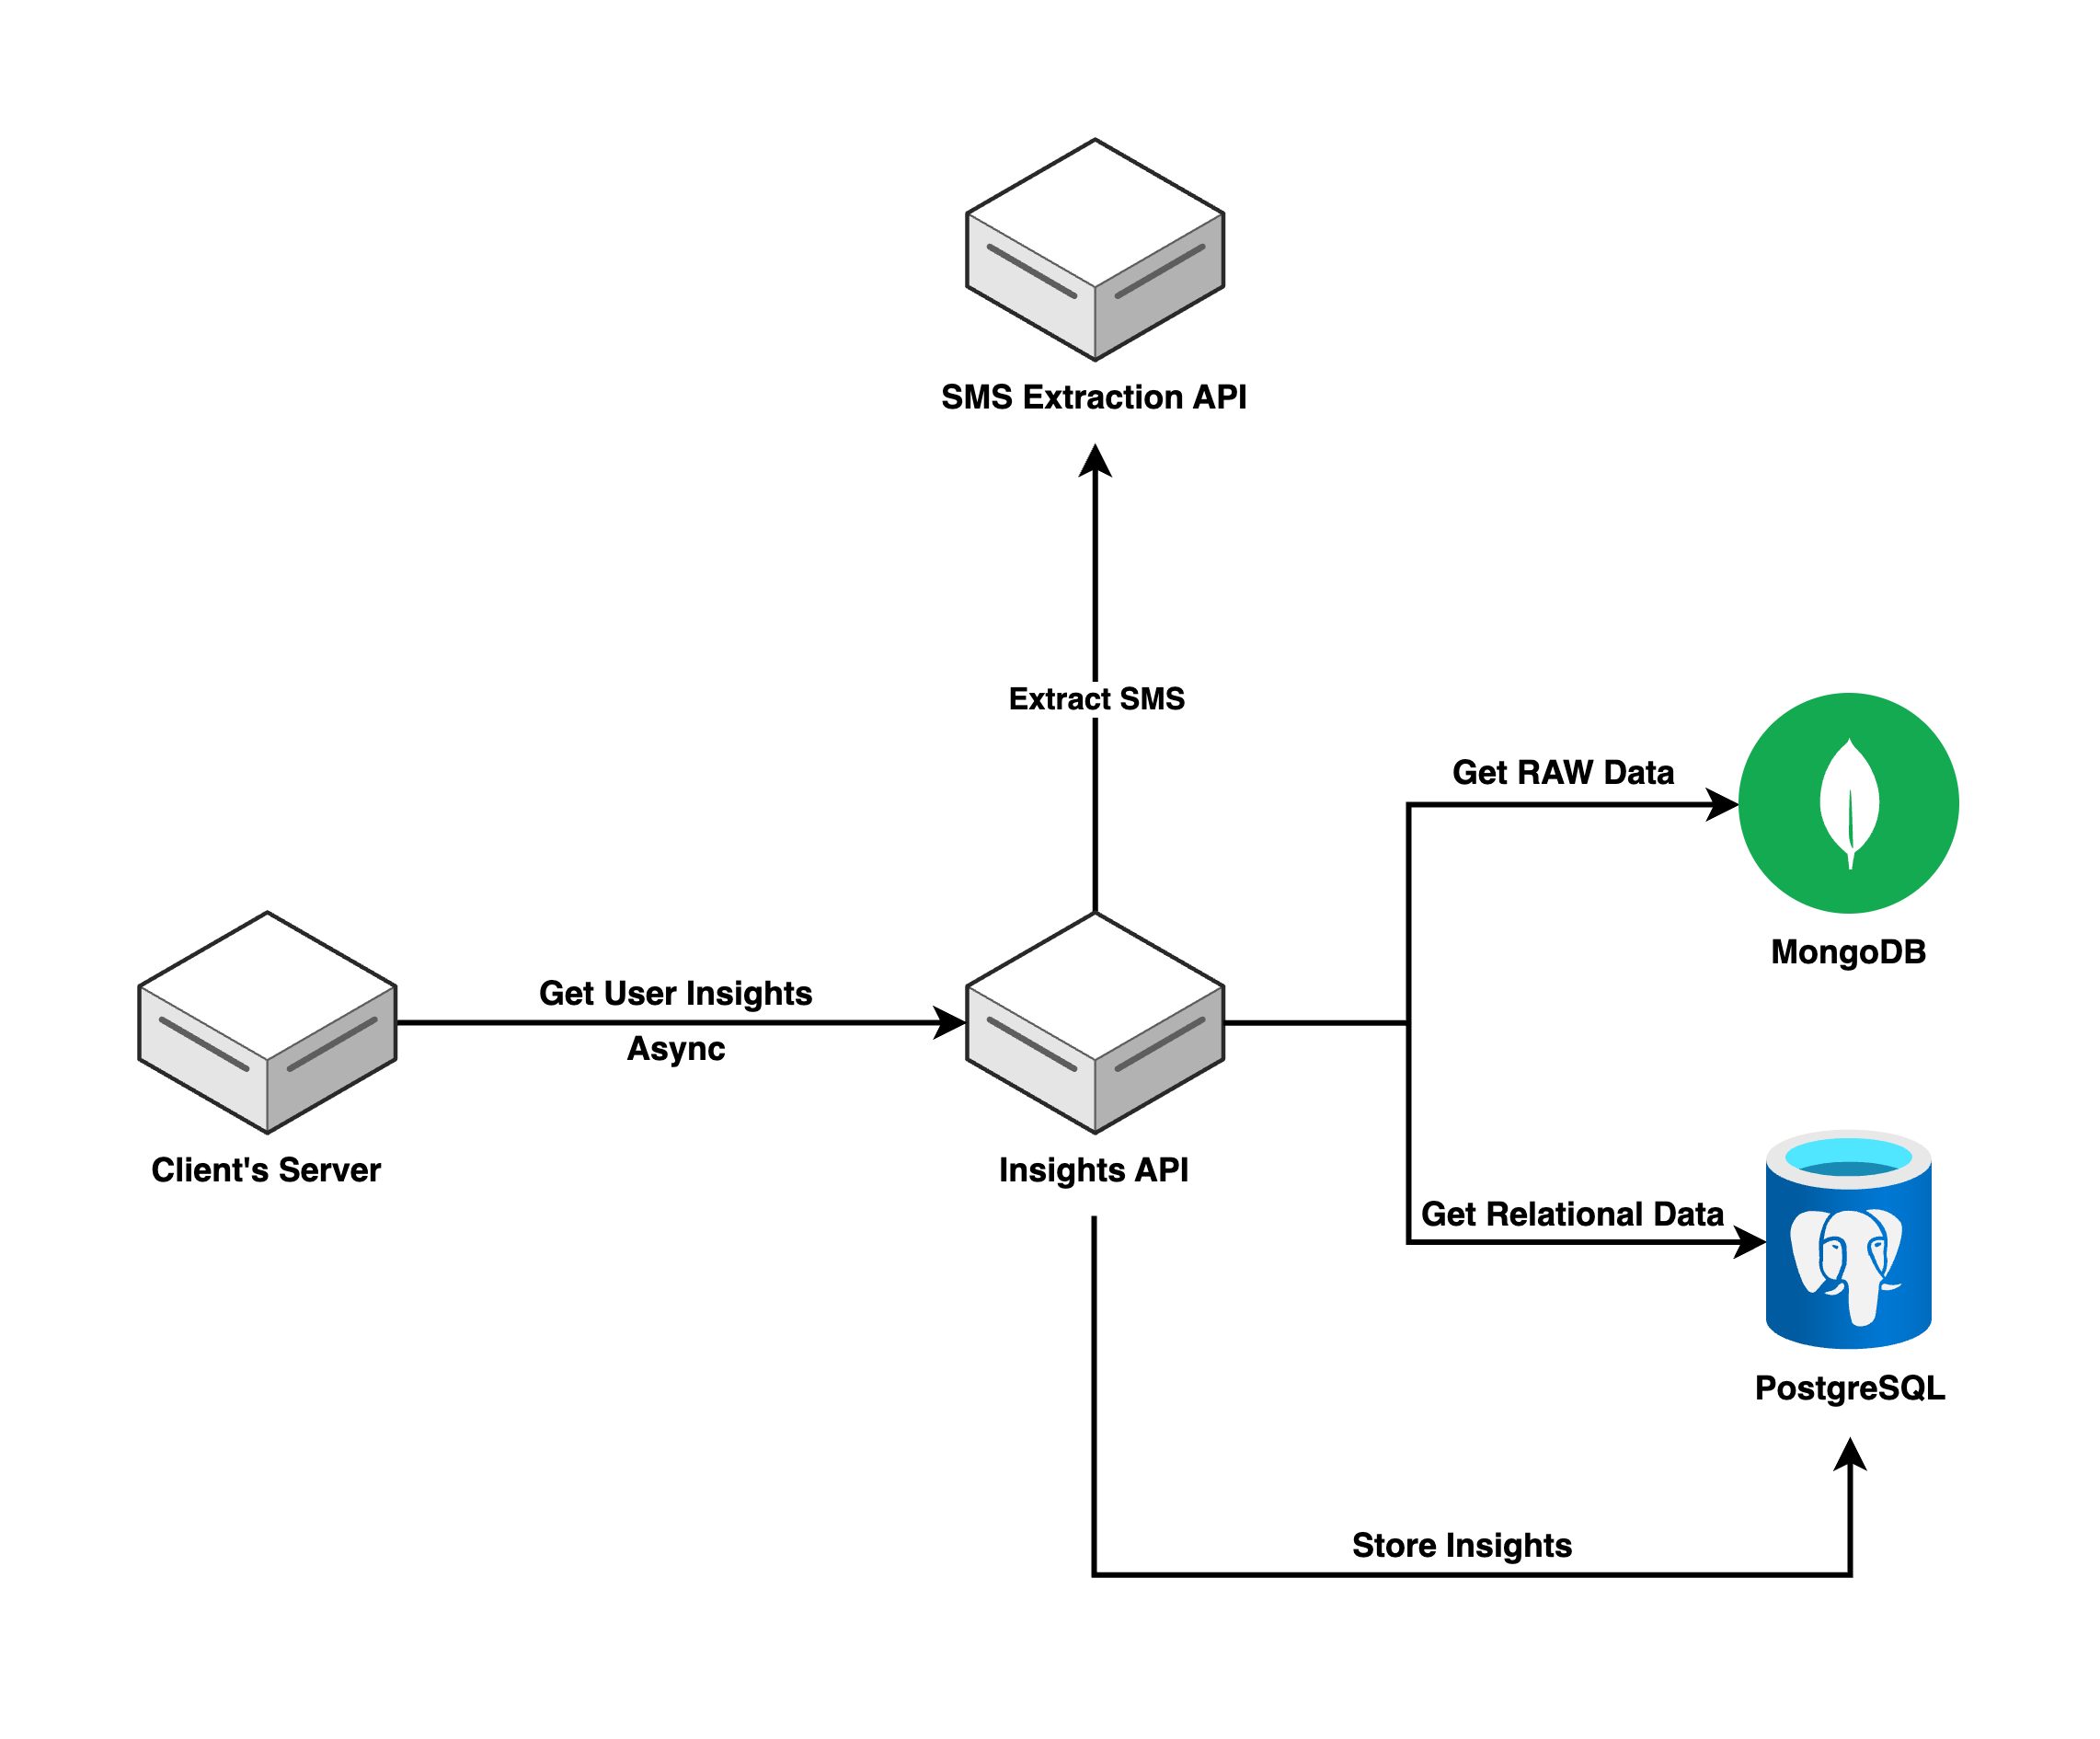 SMS Extraction API
Extract SMS
Get RAW Data
MongoDB
Get User Insights
Async
Client's Server
Insights API
Get Relational Data
PostgreSQL
Store Insights